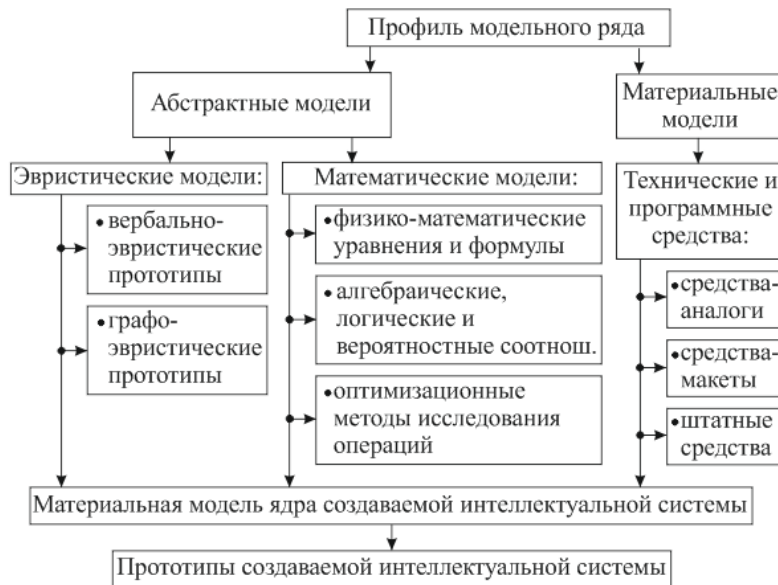 Профиль модельного ряда
Абстрактные модели
Материальные
модели
Эвристические модели:
• вербально-
эвристические
прототипы
• графо-
эвристические
прототипы
Математические модели:
• физико-математические
уравнения и формулы
• алгебраические,
логические и
вероятностные соотнош.
• оптимизационные
методы исследования
операций
Технические и
программные
средства:
• средства-
аналоги
• средства-
макеты
• штатные
средства
Материальная модель ядра создаваемой интеллектуальной системы
Прототипы создаваемой интеллектуальной системы